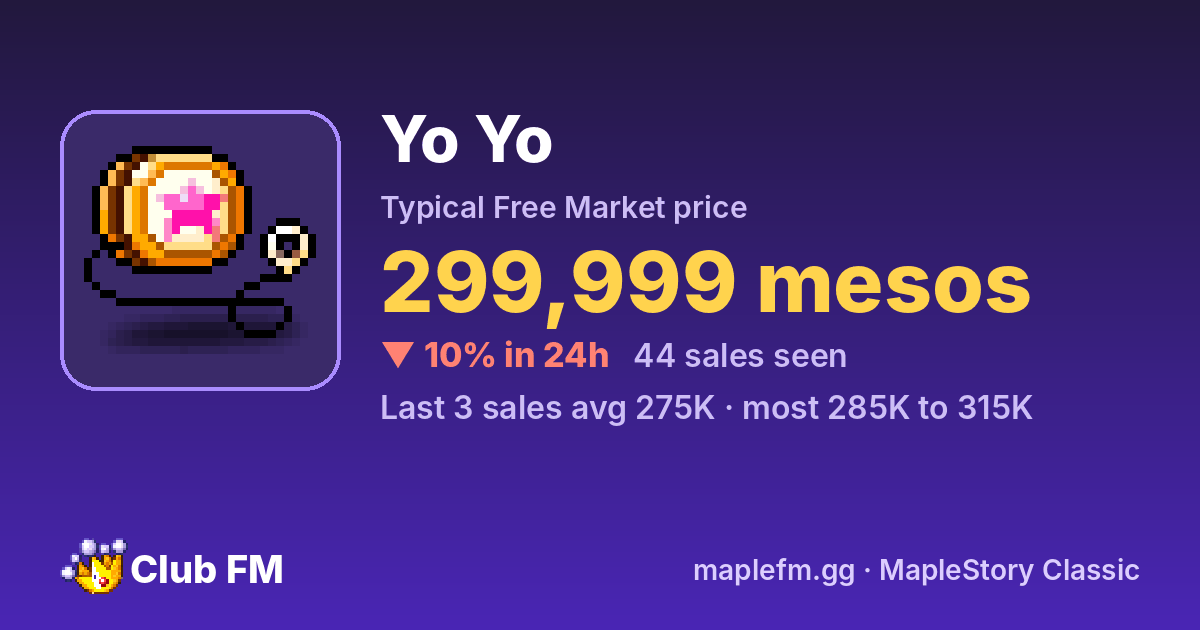 Yo Yo
Typical Free Market price
299,999 mesos
▼ 10% in 24h 44 sales seen
Last 3 sales avg 275K · most 285K to 315K
Club FM
maplefm.gg · MapleStory Classic